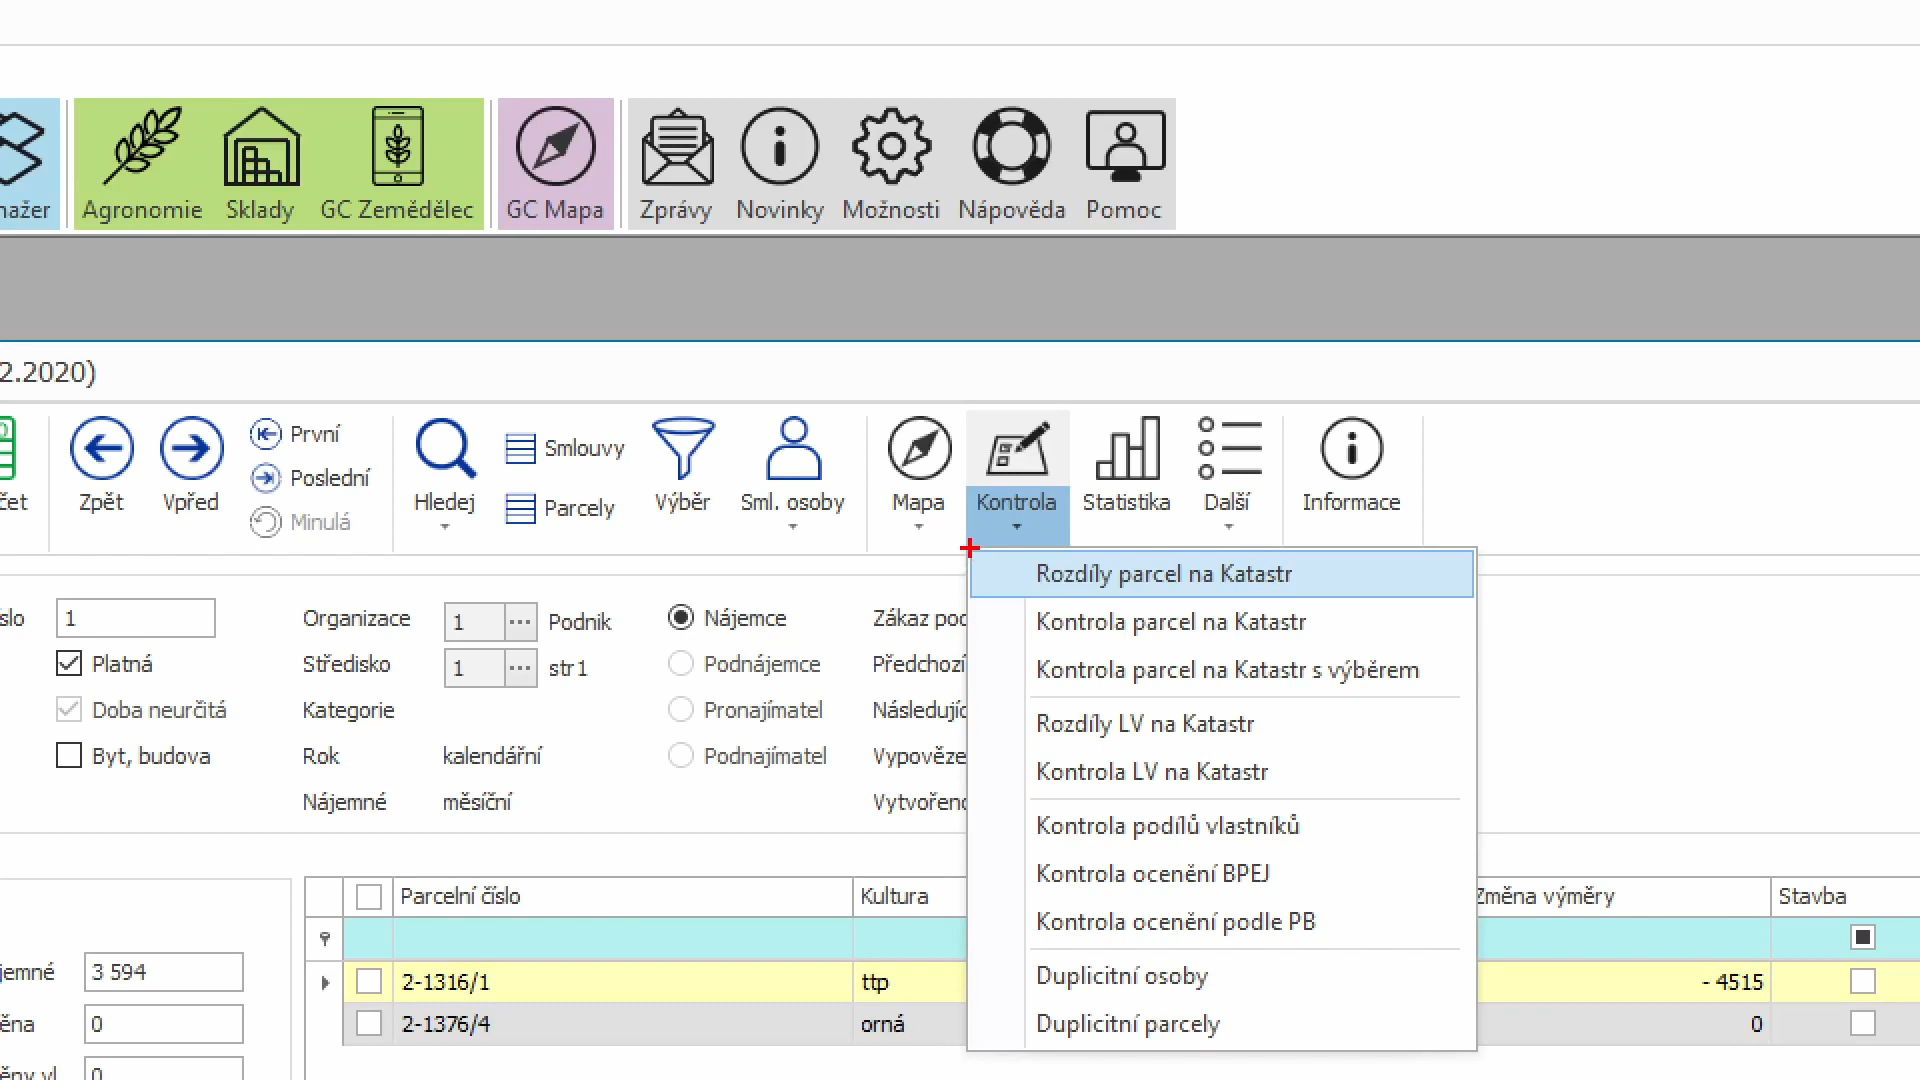 Agronomie Sklady GC Zemědělec GC Mapa Zprávy Novinky Možnosti Nápověda Pomoc
2.2020)
Zpět Vpřed První Poslední Minulá
Hledej Smlouvy Parcely Výběr Sml. osoby
Mapa Kontrola Statistika Další Informace
Rozdíly parcel na Katastr
Kontrola parcel na Katastr
Kontrola parcel na Katastr s výběrem
Rozdíly LV na Katastr
Kontrola LV na Katastr
Kontrola podílů vlastníků
Kontrola ocenění BPEJ
Kontrola ocenění podle PB
Duplicitní osoby
Duplicitní parcely
1 Organizace 1 ... Podnik Nájemce Zákaz
Platná Středisko 1 ... str1 Podnájemce Předchozí
Doba neurčitá Kategorie Pronajímatel
Byt, budova Rok kalendářní Podnajímatel
Nájemné měsíční
Parcelní číslo Kultura Změna výměry Stavba
3 594
2-1316/1 ttp - 4515
0
2-1376/4 orná 0
0